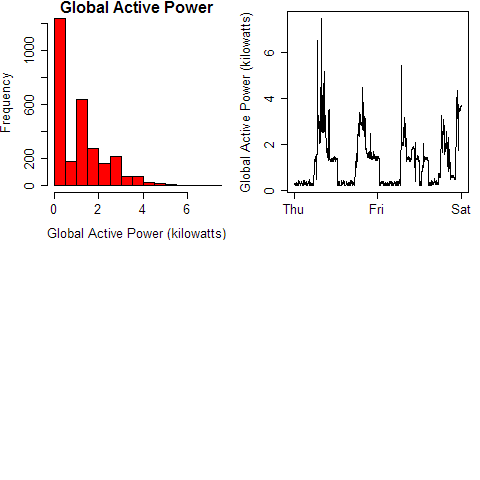 Global Active Power
Frequency
0 200 600 1000
0 2 4 6
Global Active Power (kilowatts)
Global Active Power (kilowatts)
0 2 4 6
Thu Fri Sat